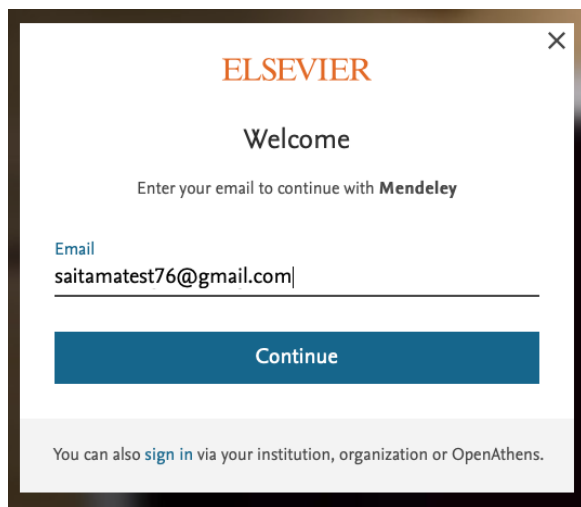 ELSEVIER
Welcome
Enter your email to continue with Mendeley
Email
saitamatest76@gmail.com
Continue
You can also sign in via your institution, organization or OpenAthens.